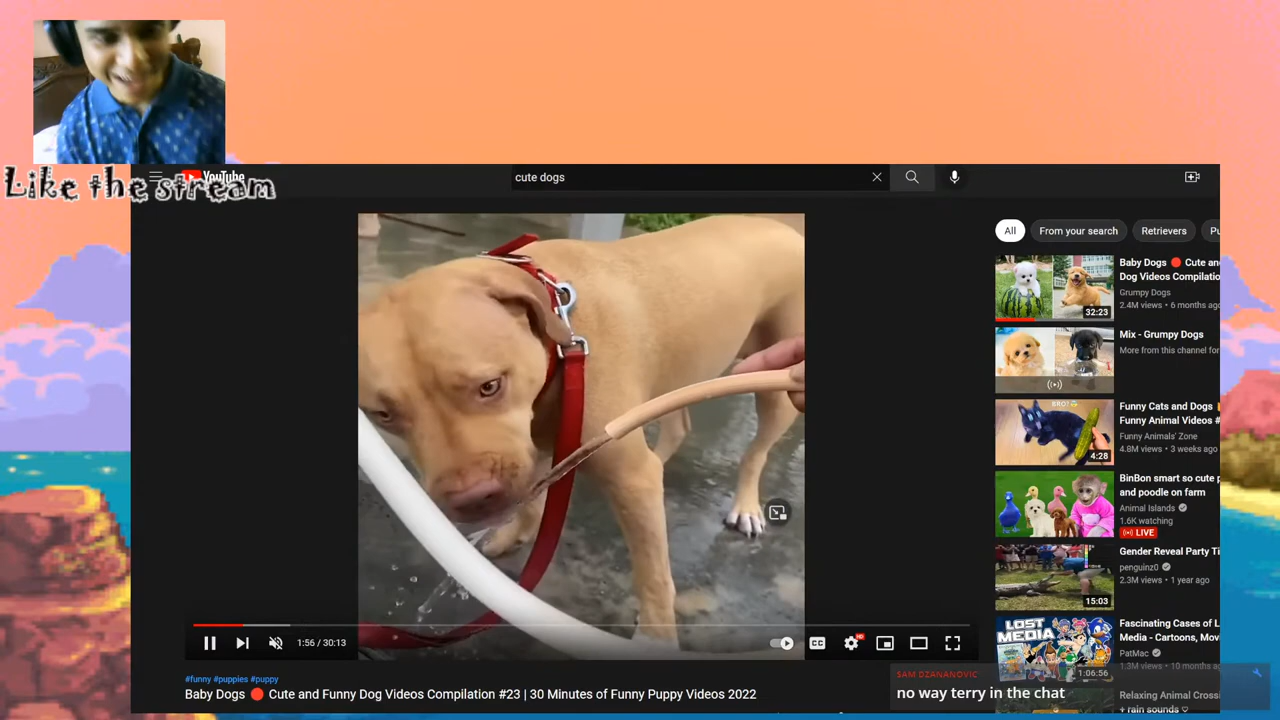 Like the stream
YouTube
cute dogs
All
From your search
Retrievers
Baby Dogs 🔴 Cute an
Dog Videos Compilatio
Grumpy Dogs
2.4M views • 6 months ago
32:23
Mix - Grumpy Dogs
More from this channel for
Funny Cats and Dogs
Funny Animal Videos #
Funny Animals' Zone
4.8M views • 3 weeks ago
4:28
BinBon smart so cute p
and poodle on farm
Animal Islands
1.6K watching
LIVE
Gender Reveal Party Ti
penguinz0
2.3M views • 1 year ago
15:03
Fascinating Cases of L
Media - Cartoons, Mov
PatMac
1.3M views • 10 months ago
LOST
MEDIA
1:06:56
Relaxing Animal Crossi
+ rain sounds ♡
1:56 / 30:13
CC
HD
#funny #puppies #puppy
Baby Dogs 🔴 Cute and Funny Dog Videos Compilation #23 | 30 Minutes of Funny Puppy Videos 2022
SAM DZANANOVIC
no way terry in the chat